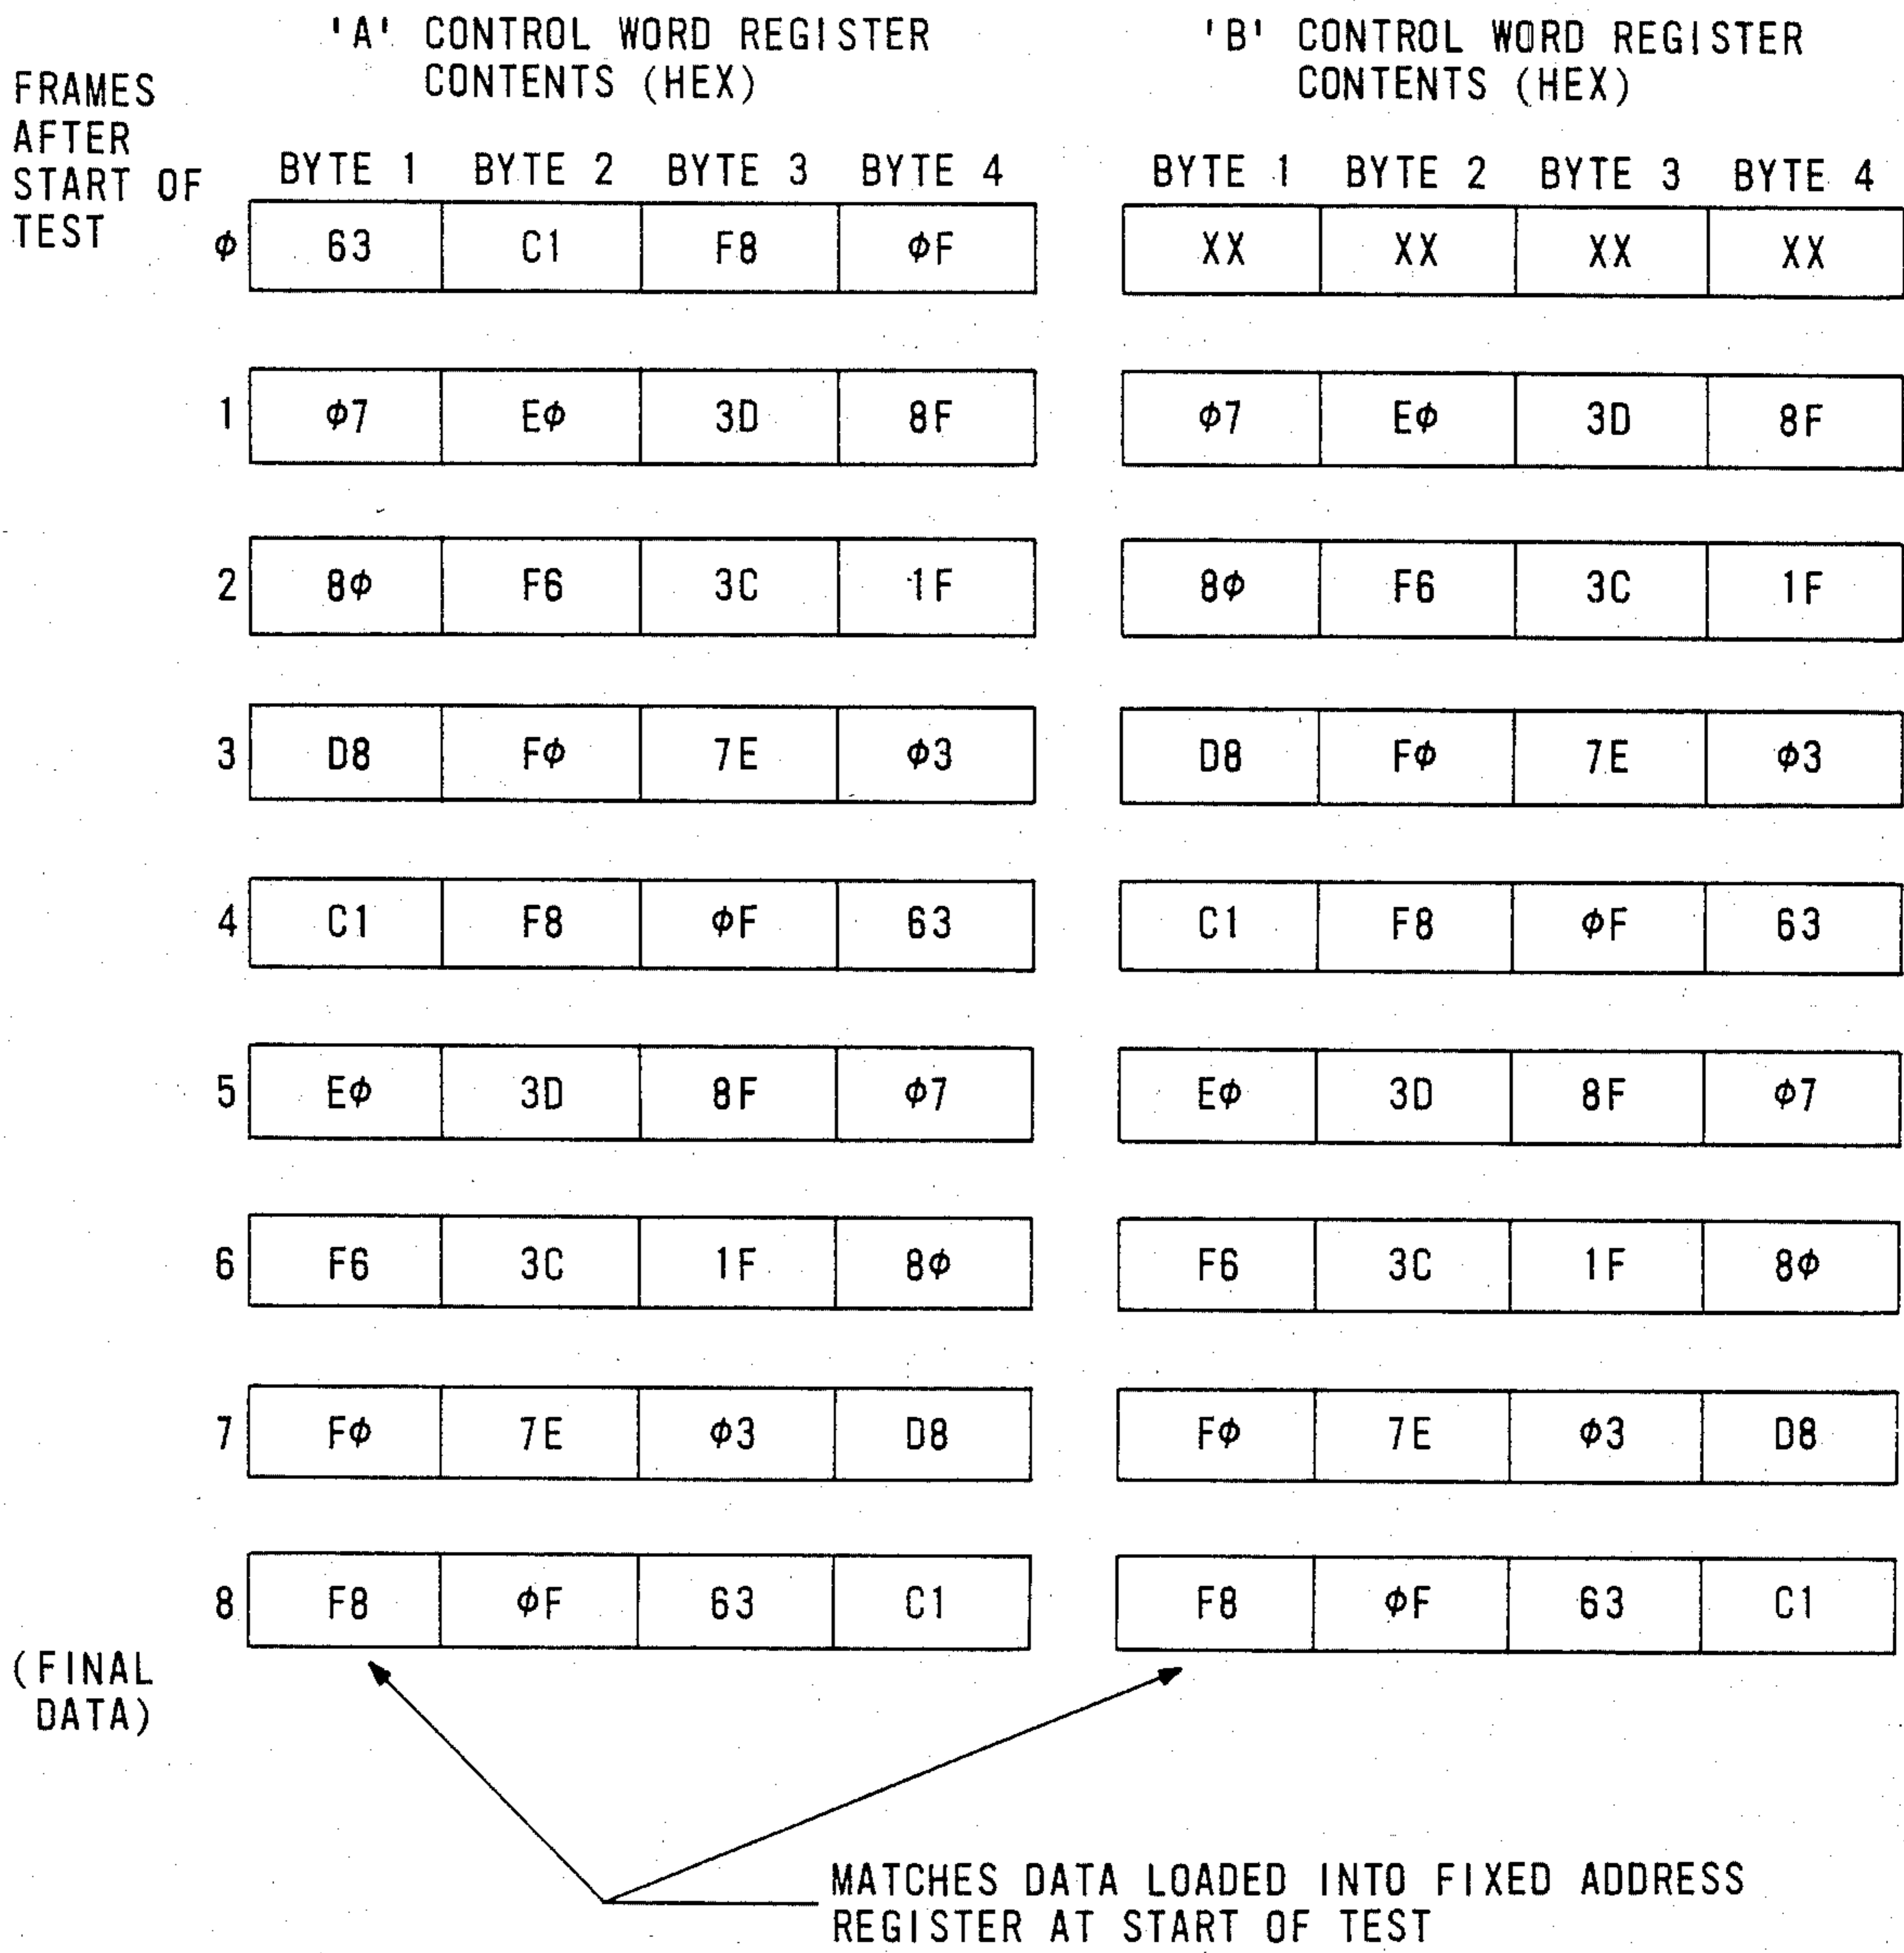 'A' CONTROL WORD REGISTER
CONTENTS (HEX)
'B' CONTROL WORD REGISTER
CONTENTS (HEX)
FRAMES
AFTER
START OF
TEST
BYTE 1 BYTE 2 BYTE 3 BYTE 4 BYTE 1 BYTE 2 BYTE 3 BYTE 4
ϕ 63 C1 F8 ϕF XX XX XX XX
1 ϕ7 Eϕ 3D 8F ϕ7 Eϕ 3D 8F
2 8ϕ F6 3C 1F 8ϕ F6 3C 1F
3 D8 Fϕ 7E ϕ3 D8 Fϕ 7E ϕ3
4 C1 F8 ϕF 63 C1 F8 ϕF 63
5 Eϕ 3D 8F ϕ7 Eϕ 3D 8F ϕ7
6 F6 3C 1F 8ϕ F6 3C 1F 8ϕ
7 Fϕ 7E ϕ3 D8 Fϕ 7E ϕ3 D8
8 F8 ϕF 63 C1 F8 ϕF 63 C1
(FINAL
DATA)
MATCHES DATA LOADED INTO FIXED ADDRESS
REGISTER AT START OF TEST